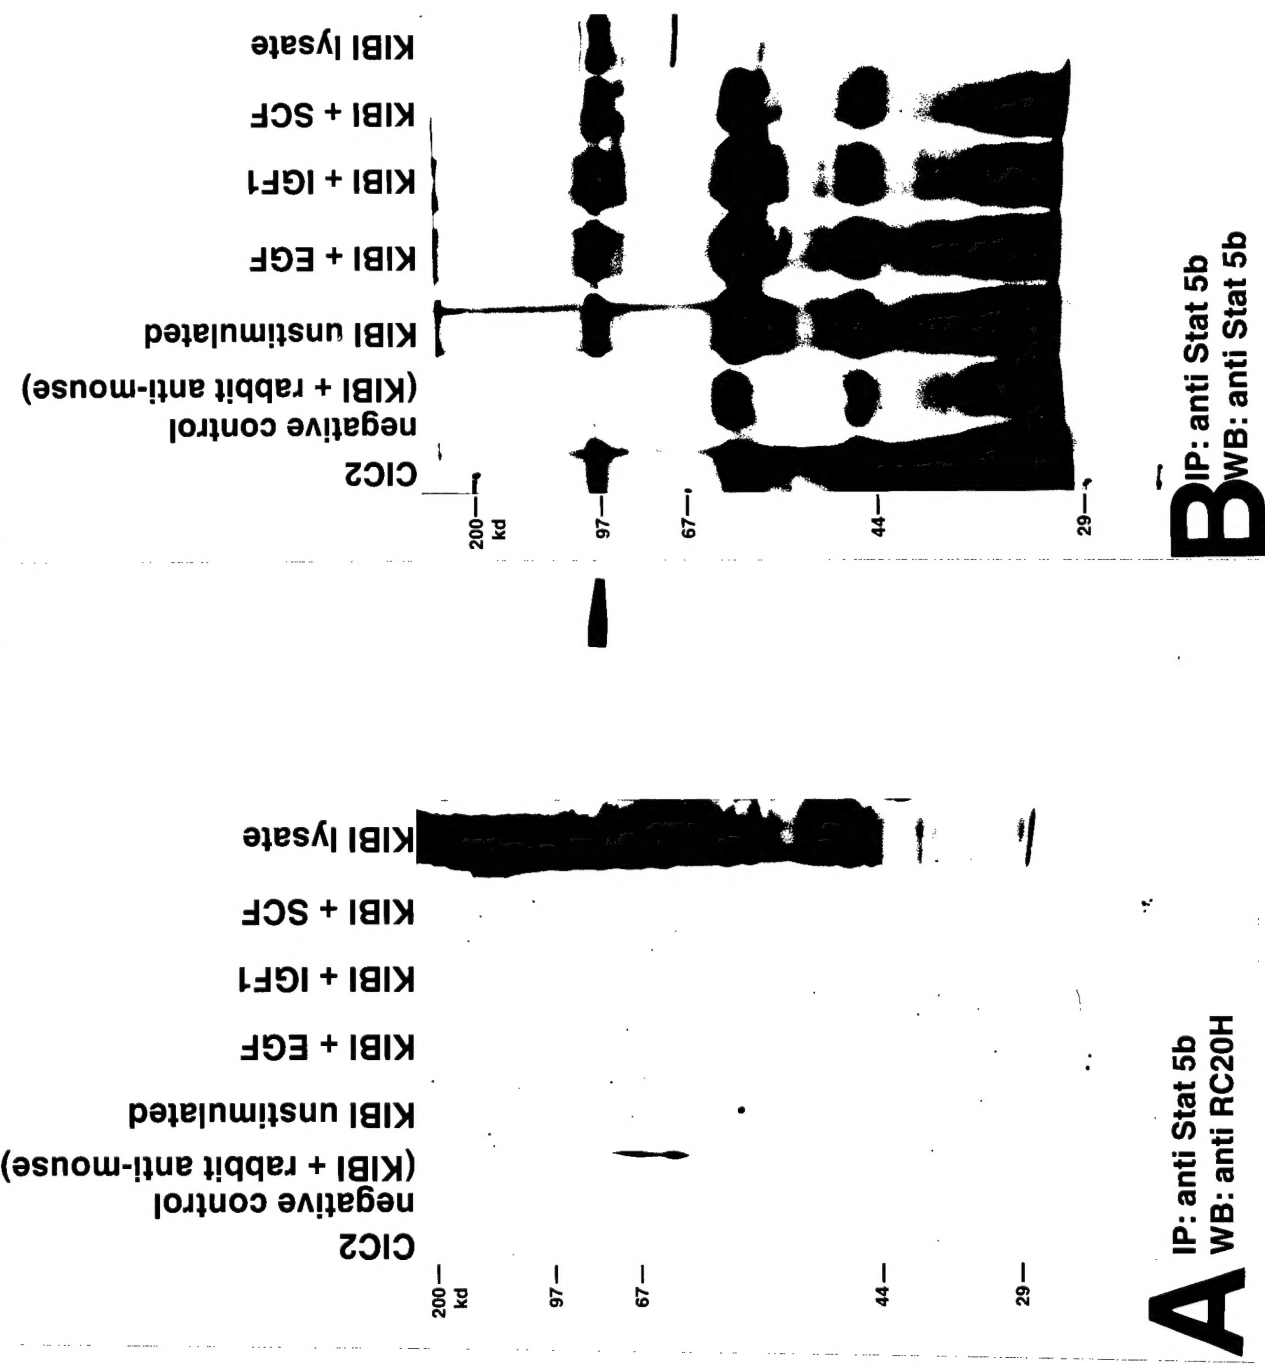 CIC2
negative control
(KIBI + rabbit anti-mouse)
KIBI unstimulated
KIBI + EGF
KIBI + IGF1
KIBI + SCF
KIBI lysate
200
kd
97
67
44
29
A
IP: anti Stat 5b
WB: anti RC20H
CIC2
negative control
(KIBI + rabbit anti-mouse)
KIBI unstimulated
KIBI + EGF
KIBI + IGF1
KIBI + SCF
KIBI lysate
200
kd
97
67
44
29
B
IP: anti Stat 5b
WB: anti Stat 5b